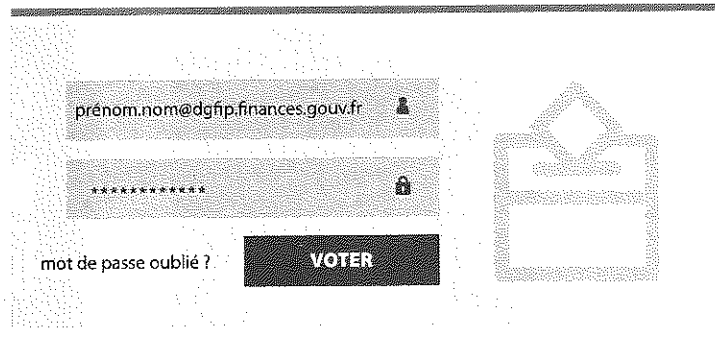 prénom.nom@dgfip.finances.gouv.fr
************
mot de passe oublié ?
VOTER